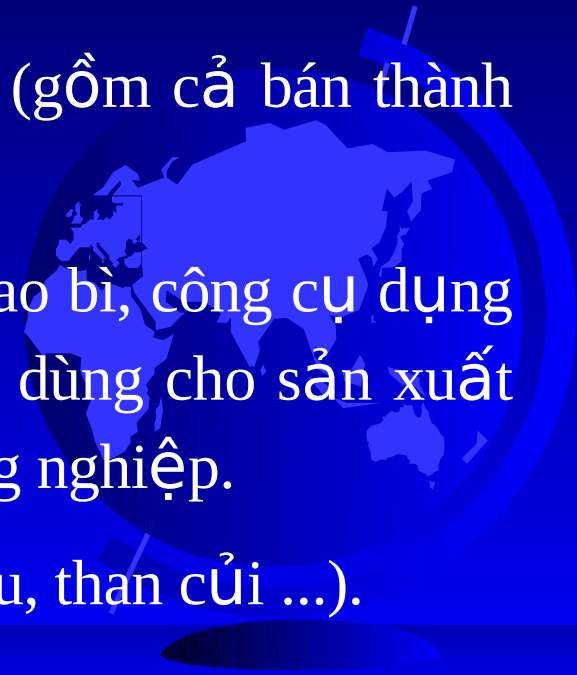 (gồm cả bán thành
ao bì, công cụ dụng
dùng cho sản xuất
g nghiệp.
u, than củi ...).